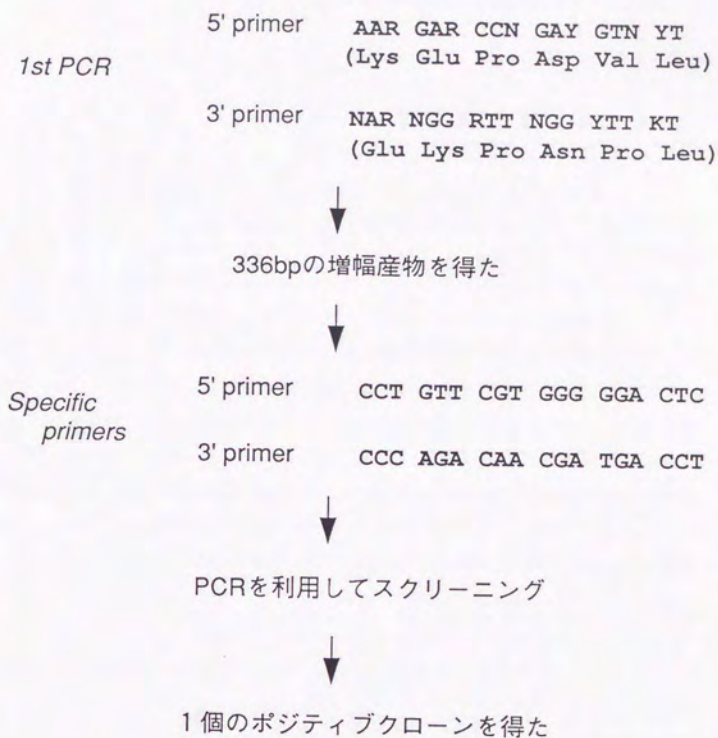 5' primer AAR GAR CCN GAY GTN YT
(Lys Glu Pro Asp Val Leu)
1st PCR
3' primer NAR NGG RTT NGG YTT KT
(Glu Lys Pro Asn Pro Leu)
336bpの増幅産物を得た
5' primer CCT GTT CGT GGG GGA CTC
Specific
primers
3' primer CCC AGA CAA CGA TGA CCT
PCRを利用してスクリーニング
1個のポジティブクローンを得た